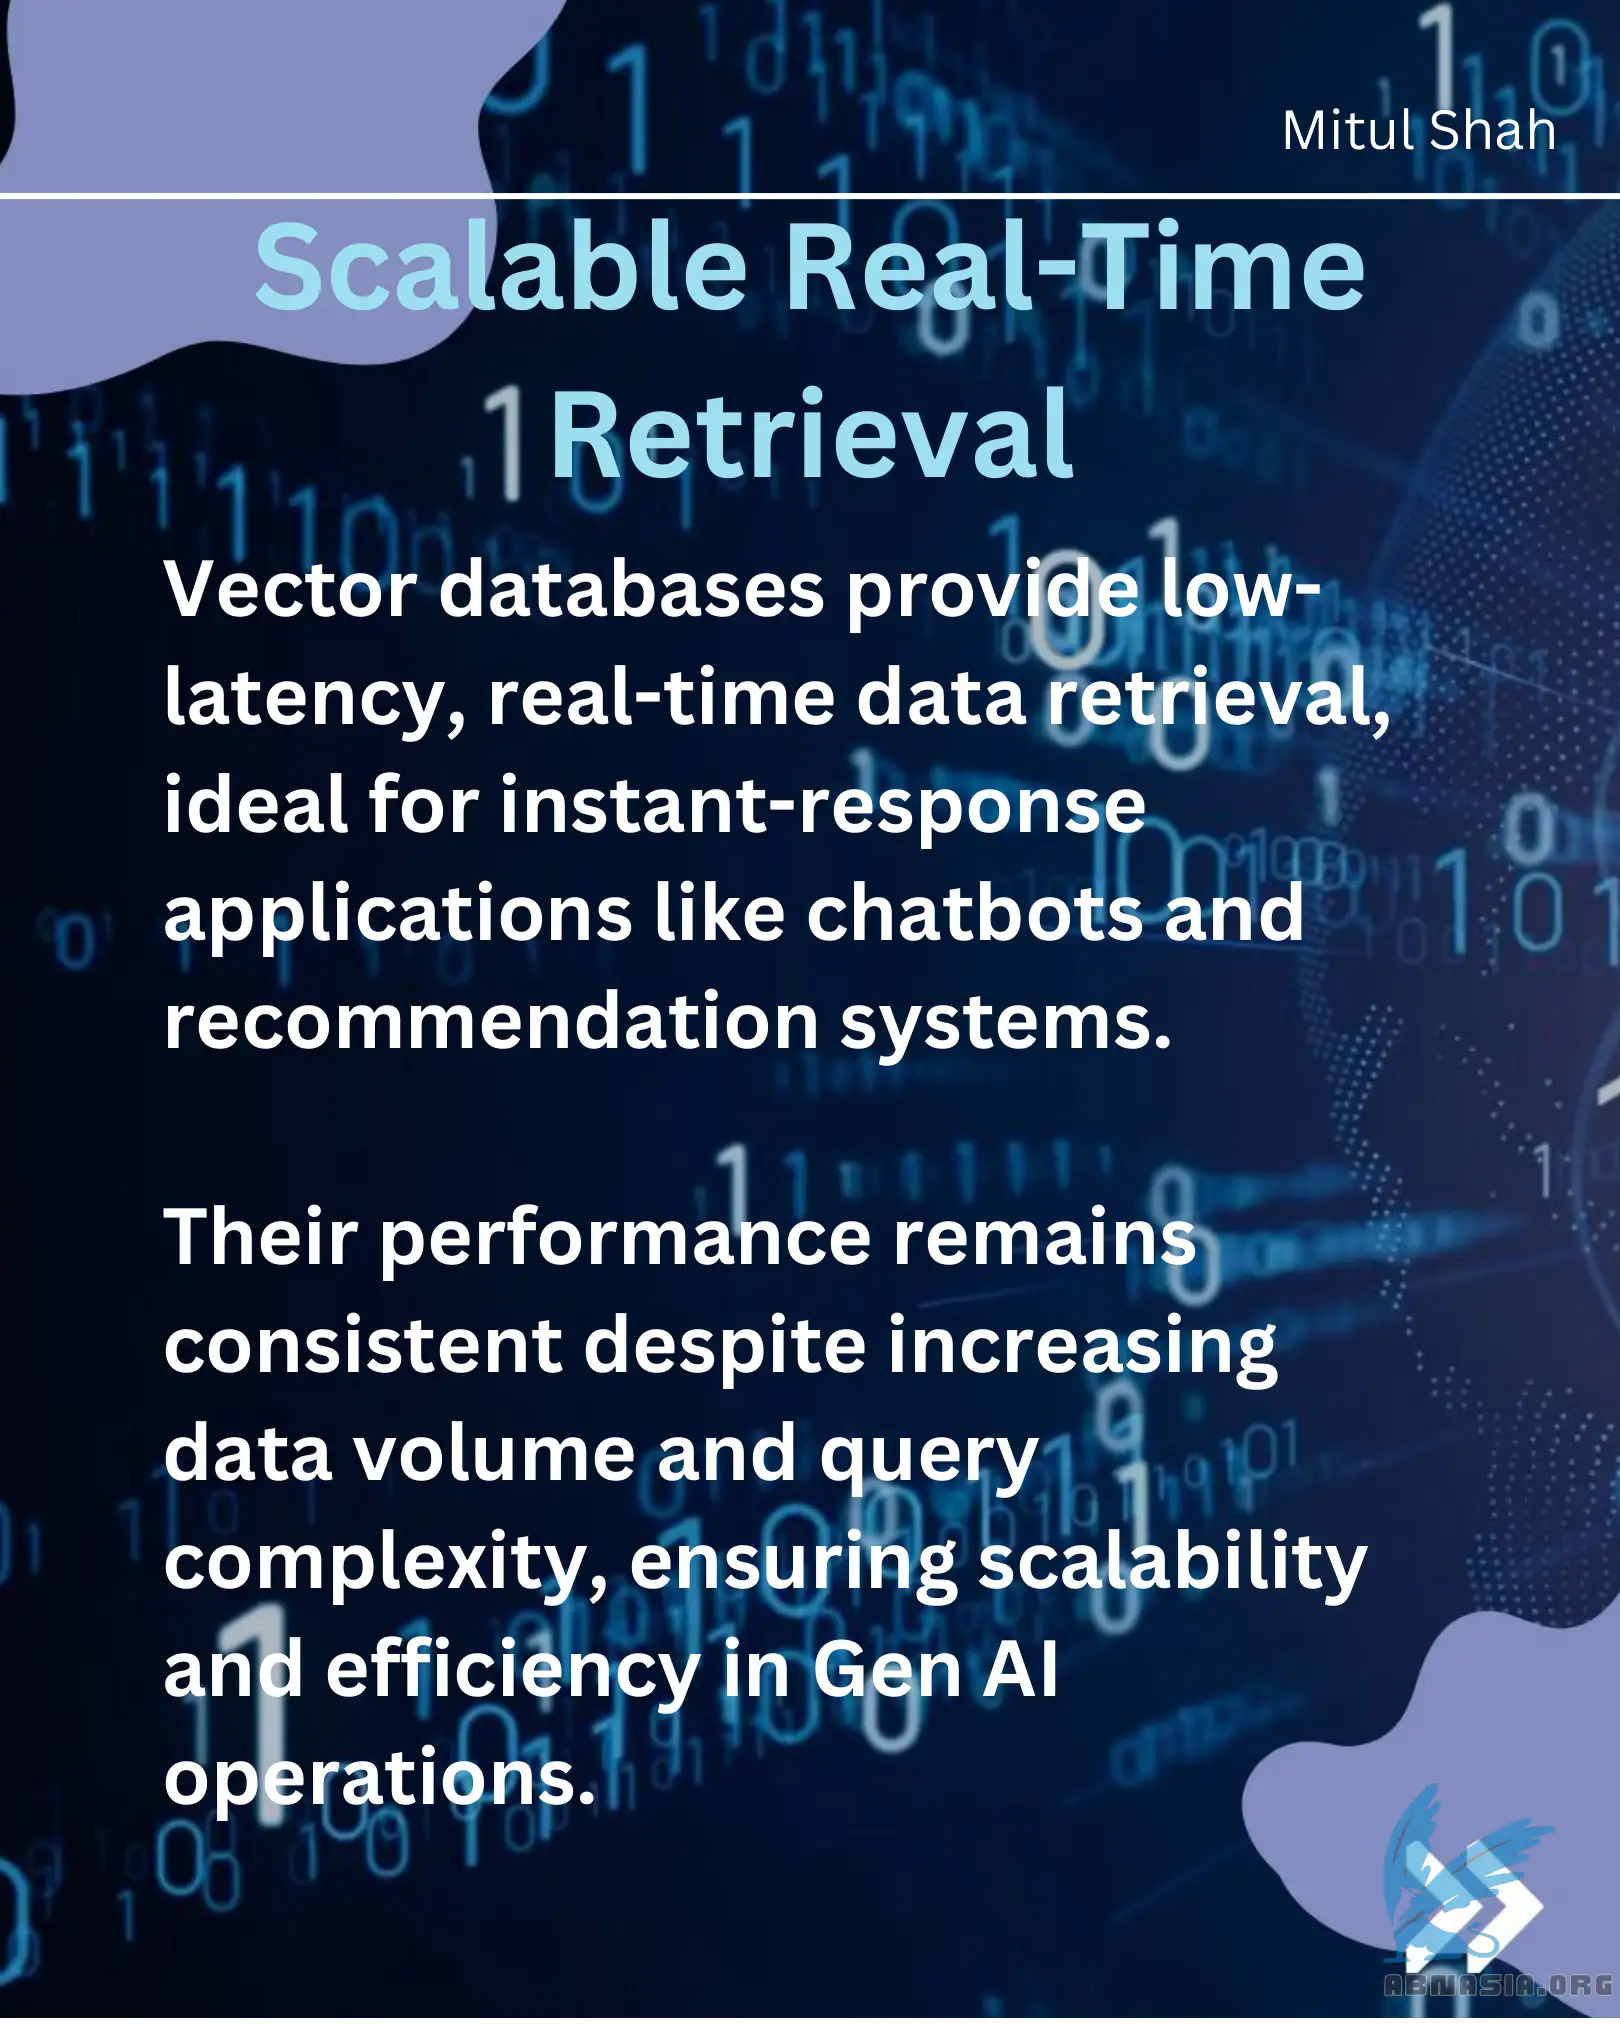 Mitul Shah
Scalable Real-Time
Retrieval
Vector databases provide low-
latency, real-time data retrieval,
ideal for instant-response
applications like chatbots and
recommendation systems.
Their performance remains
consistent despite increasing
data volume and query
complexity, ensuring scalability
and efficiency in Gen AI
operations.
ABNASIA.ORG